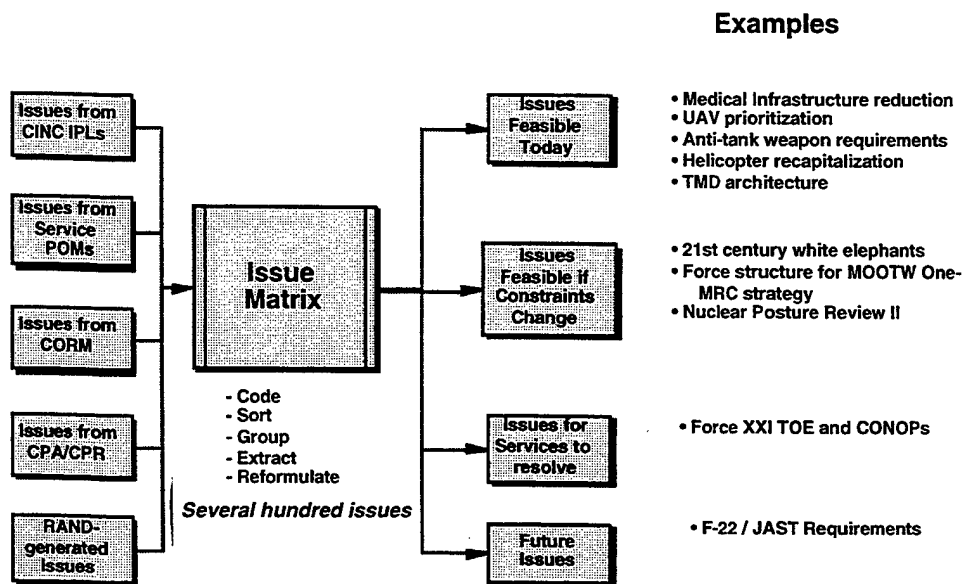 Examples
Issues from
CINC IPLs
Issues from
Service
POMs
Issues from
CORM
Issues from
CPA/CPR
RAND-
generated
Issues
Issue
Matrix
- Code
- Sort
- Group
- Extract
- Reformulate
Several hundred issues
Issues
Feasible
Today
• Medical Infrastructure reduction
• UAV prioritization
• Anti-tank weapon requirements
• Helicopter recapitalization
• TMD architecture
Issues
Feasible if
Constraints
Change
• 21st century white elephants
• Force structure for MOOTW One-
MRC strategy
• Nuclear Posture Review II
Issues for
Services to
resolve
• Force XXI TOE and CONOPs
Future
Issues
• F-22 / JAST Requirements